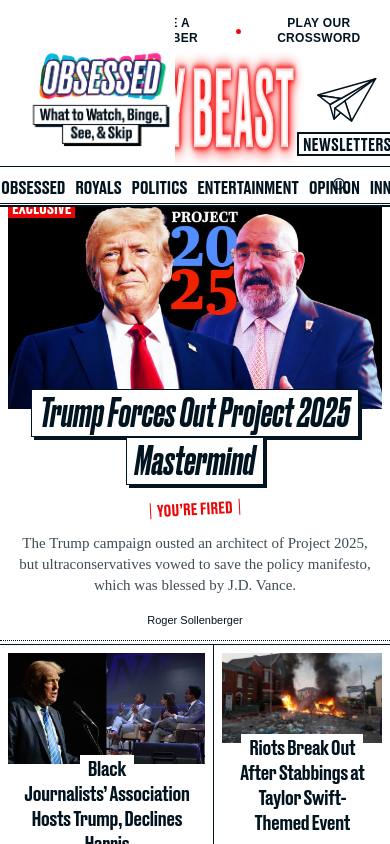 E A
BER
PLAY OUR
CROSSWORD
OBSESSED
What to Watch, Binge,
See, & Skip
Y BEAST
NEWSLETTERS
OBSESSED ROYALS POLITICS ENTERTAINMENT OPINION INN
EXCLUSIVE
PROJECT
20
25
Trump Forces Out Project 2025
Mastermind
YOU'RE FIRED
The Trump campaign ousted an architect of Project 2025,
but ultraconservatives vowed to save the policy manifesto,
which was blessed by J.D. Vance.
Roger Sollenberger
Black
Journalists' Association
Hosts Trump, Declines
Harris
Riots Break Out
After Stabbings at
Taylor Swift-
Themed Event